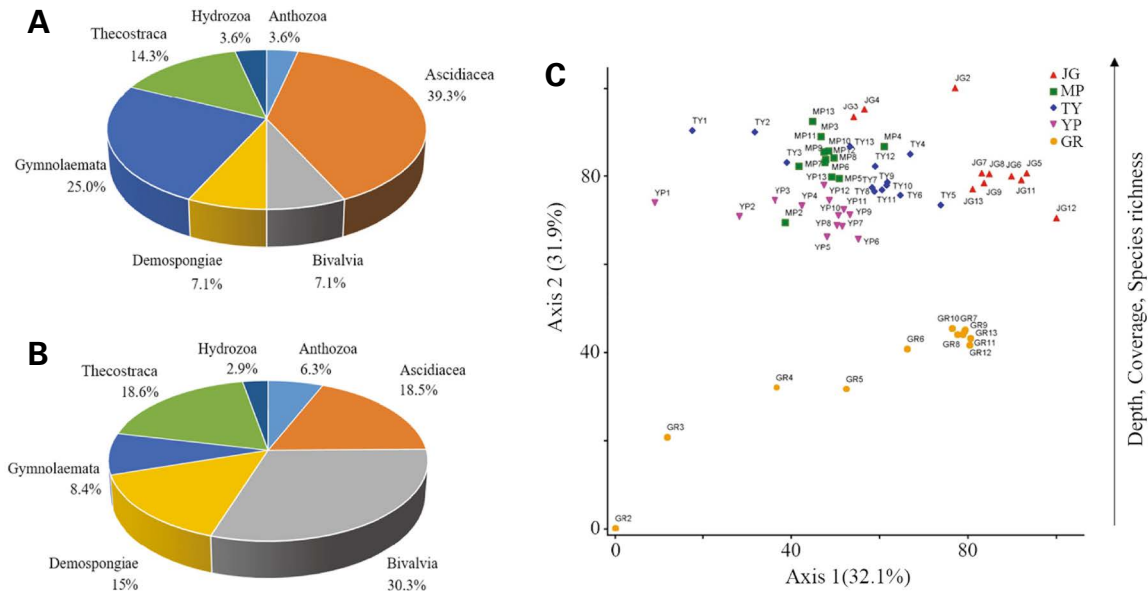 A
Hydrozoa
3.6%
Anthozoa
3.6%
Thecostraca
14.3%
Ascidiacea
39.3%
Gymnolaemata
25.0%
Demospongiae
7.1%
Bivalvia
7.1%
B
Hydrozoa
2.9%
Anthozoa
6.3%
Thecostraca
18.6%
Ascidiacea
18.5%
Gymnolaemata
8.4%
Demospongiae
15%
Bivalvia
30.3%
C
JG
MP
TY
YP
GR
JG2
JG3
JG4
TY1
TY2
MP13
MP3
MP11
MP10
TY13
MP4
MP9
MP12
TY4
TY3
MP7
MP8
TY12
MP6
JG7
JG8
JG6
JG5
YP13
MP5
TY7
TY9
TY10
JG13
JG9
JG11
YP1
YP3
YP4
YP12
TY8
TY11
TY6
TY5
YP2
MP2
YP11
YP10
YP9
JG12
YP8
YP7
YP5
YP6
GR10
GR7
GR9
GR13
GR8
GR11
GR12
GR6
GR4
GR5
GR3
GR2
80
40
0
0
40
80
Axis 2 (31.9%)
Axis 1(32.1%)
Depth, Coverage, Species richness